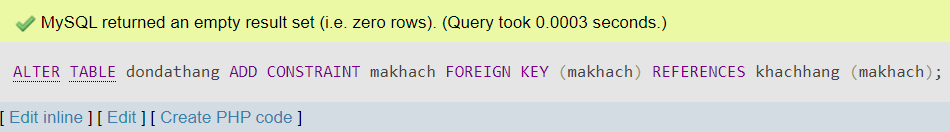 MySQL returned an empty result set (i.e. zero rows). (Query took 0.0003 seconds.)
ALTER TABLE dondathang ADD CONSTRAINT makhach FOREIGN KEY (makhach) REFERENCES khachhang (makhach);
[ Edit inline ] [ Edit ] [ Create PHP code ]